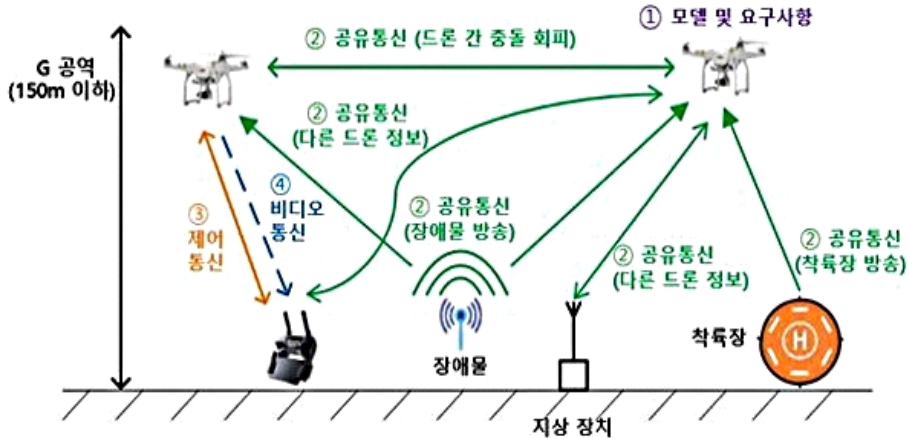 ① 모델 및 요구사항
② 공유통신 (드론 간 충돌 회피)
G 공역
(150m 이하)
② 공유통신
(다른 드론 정보)
④
비디오
통신
③
제어
통신
② 공유통신
(장애물 방송)
② 공유통신
(다른 드론 정보)
② 공유통신
(착륙장 방송)
착륙장
H
장애물
지상 장치